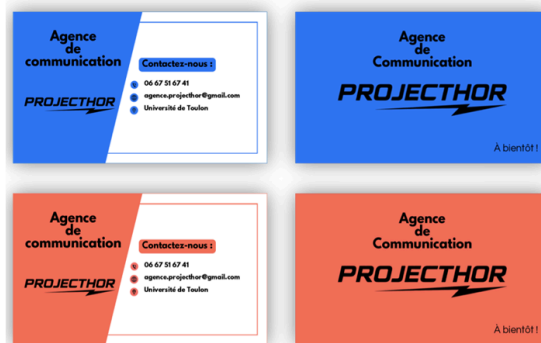 Agence
de
communication
PROJECTHOR
Contactez-nous :
06 67 51 67 41
agence.projecthor@gmail.com
Université de Toulon
Agence
de
Communication
PROJECTHOR
À bientôt !
Agence
de
communication
PROJECTHOR
Contactez-nous :
06 67 51 67 41
agence.projecthor@gmail.com
Université de Toulon
Agence
de
Communication
PROJECTHOR
À bientôt !